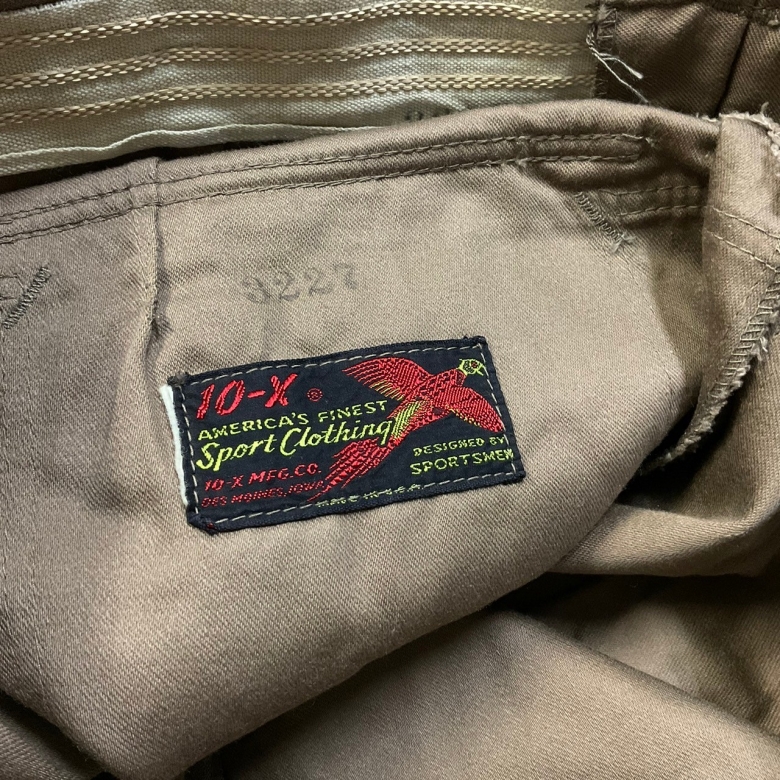 3227
10-X ®
AMERICA'S FINEST
Sport Clothing
10-X MFG. CO.
DES MOINES, IOWA
DESIGNED BY
SPORTSMEN
MADE IN U.S.A.